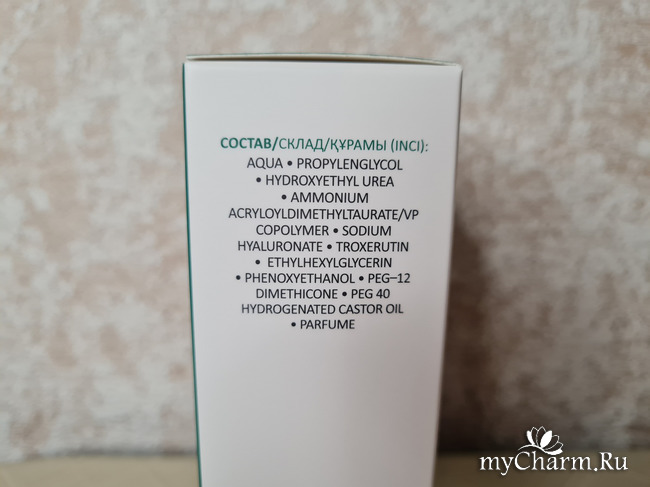 СОСТАВ/СКЛАД/ҚҰРАМЫ (INCI):
AQUA • PROPYLENGLYCOL
• HYDROXYETHYL UREA
• AMMONIUM
ACRYLOYLDIMETHYLTAURATE/VP
COPOLYMER • SODIUM
HYALURONATE • TROXERUTIN
• ETHYLHEXYLGLYCERIN
• PHENOXYETHANOL • PEG–12
DIMETHICONE • PEG 40
HYDROGENATED CASTOR OIL
• PARFUME
myCharm.Ru